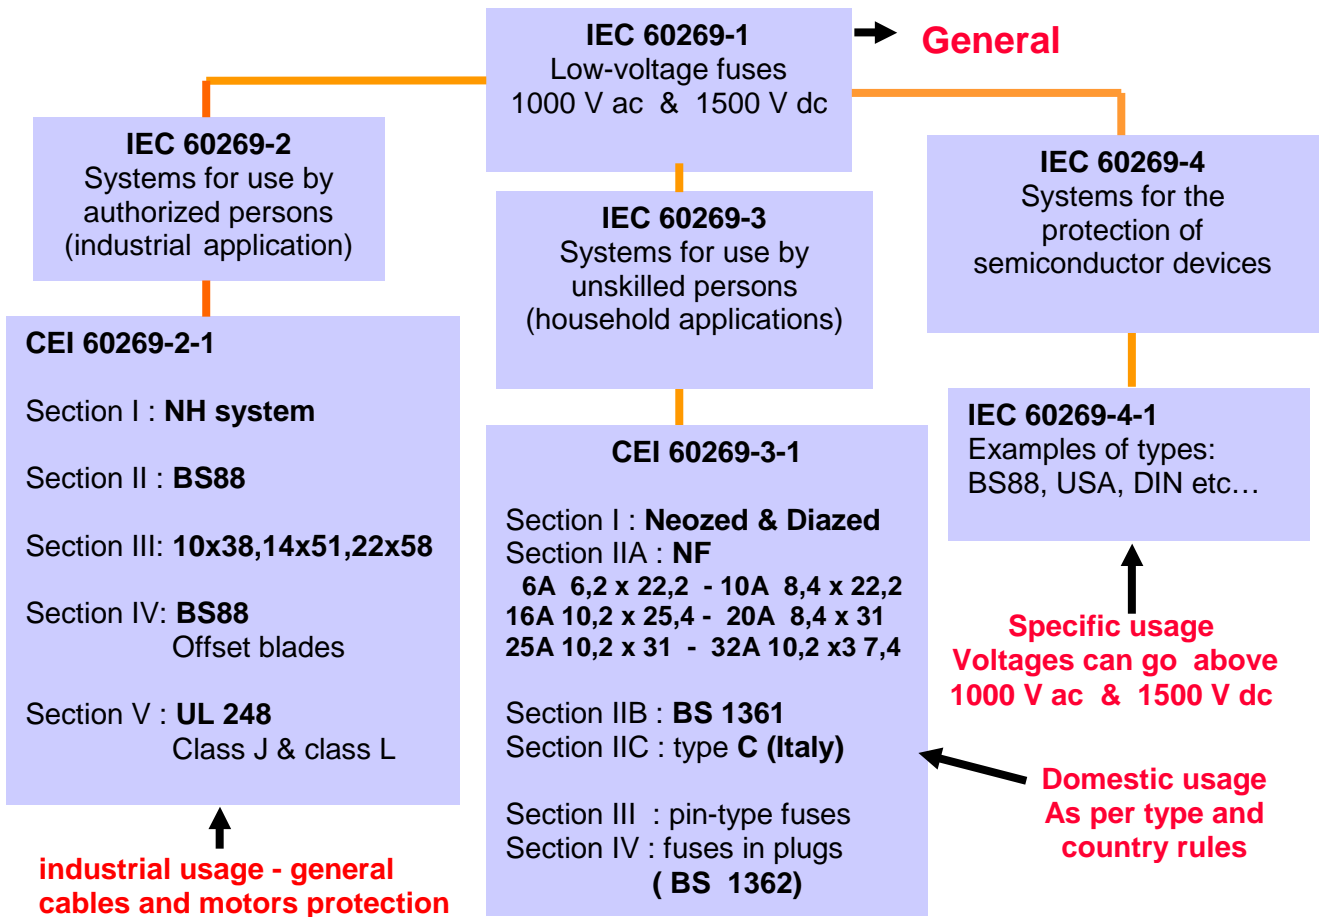 IEC 60269-1
Low-voltage fuses
1000 V ac & 1500 V dc
General
IEC 60269-2
Systems for use by
authorized persons
(industrial application)
IEC 60269-3
Systems for use by
unskilled persons
(household applications)
IEC 60269-4
Systems for the
protection of
semiconductor devices
CEI 60269-2-1
Section I : NH system
Section II : BS88
Section III: 10x38,14x51,22x58
Section IV: BS88
Offset blades
Section V : UL 248
Class J & class L
industrial usage - general
cables and motors protection
CEI 60269-3-1
Section I : Neozed & Diazed
Section IIA : NF
6A 6,2 x 22,2 - 10A 8,4 x 22,2
16A 10,2 x 25,4 - 20A 8,4 x 31
25A 10,2 x 31 - 32A 10,2 x3 7,4
Section IIB : BS 1361
Section IIC : type C (Italy)
Section III : pin-type fuses
Section IV : fuses in plugs
( BS 1362)
IEC 60269-4-1
Examples of types:
BS88, USA, DIN etc…
Specific usage
Voltages can go above
1000 V ac & 1500 V dc
Domestic usage
As per type and
country rules